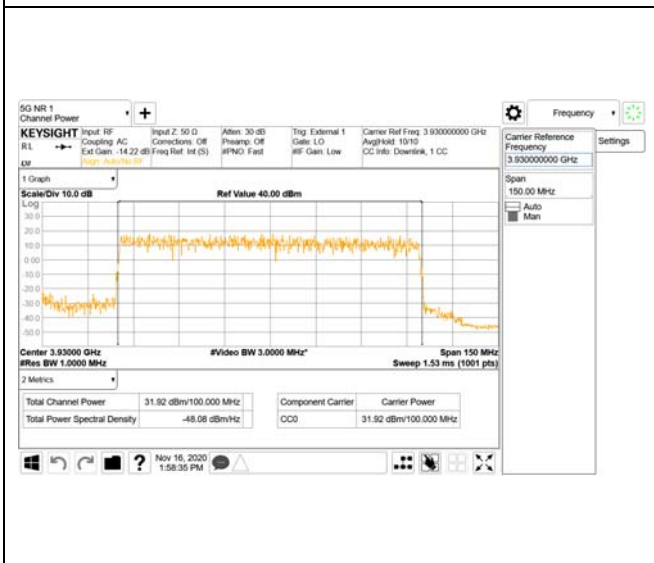 5G NR 1
Channel Power
Frequency
KEYSIGHT
RL
Input: RF
Coupling: AC
Ext Gain: -14.22 dB
Align: Auto/No RF
Input Z: 50 Ω
Corrections: Off
Freq Ref: Int (S)
Atten: 30 dB
Preamp: Off
#PNO: Fast
Trig: External 1
Gate: LO
#IF Gain: Low
Carrier Ref Freq: 3.930000000 GHz
Avg|Hold: 10/10
CC Info: Downlink, 1 CC
Carrier Reference
Frequency
3.930000000 GHz
Settings
Span
150.00 MHz
Auto
Man
1 Graph
Scale/Div 10.0 dB
Ref Value 40.00 dBm
Log
30.0
20.0
10.0
0.00
-10.0
-20.0
-30.0
-40.0
-50.0
Center 3.93000 GHz
#Video BW 3.0000 MHz*
Span 150 MHz
#Res BW 1.0000 MHz
Sweep 1.53 ms (1001 pts)
2 Metrics
Total Channel Power 31.92 dBm/100.000 MHz
Total Power Spectral Density -48.08 dBm/Hz
Component Carrier Carrier Power
CC0 31.92 dBm/100.000 MHz
?
Nov 16, 2020
1:58:35 PM